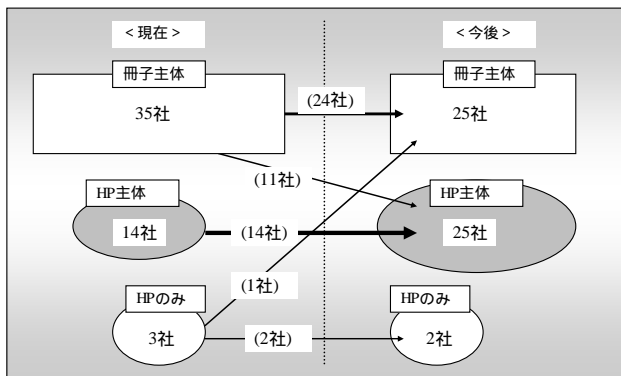 <現在>
<今後>
冊子主体
35社
(24社)
冊子主体
25社
(11社)
HP主体
14社
(14社)
HP主体
25社
(1社)
HPのみ
3社
(2社)
HPのみ
2社